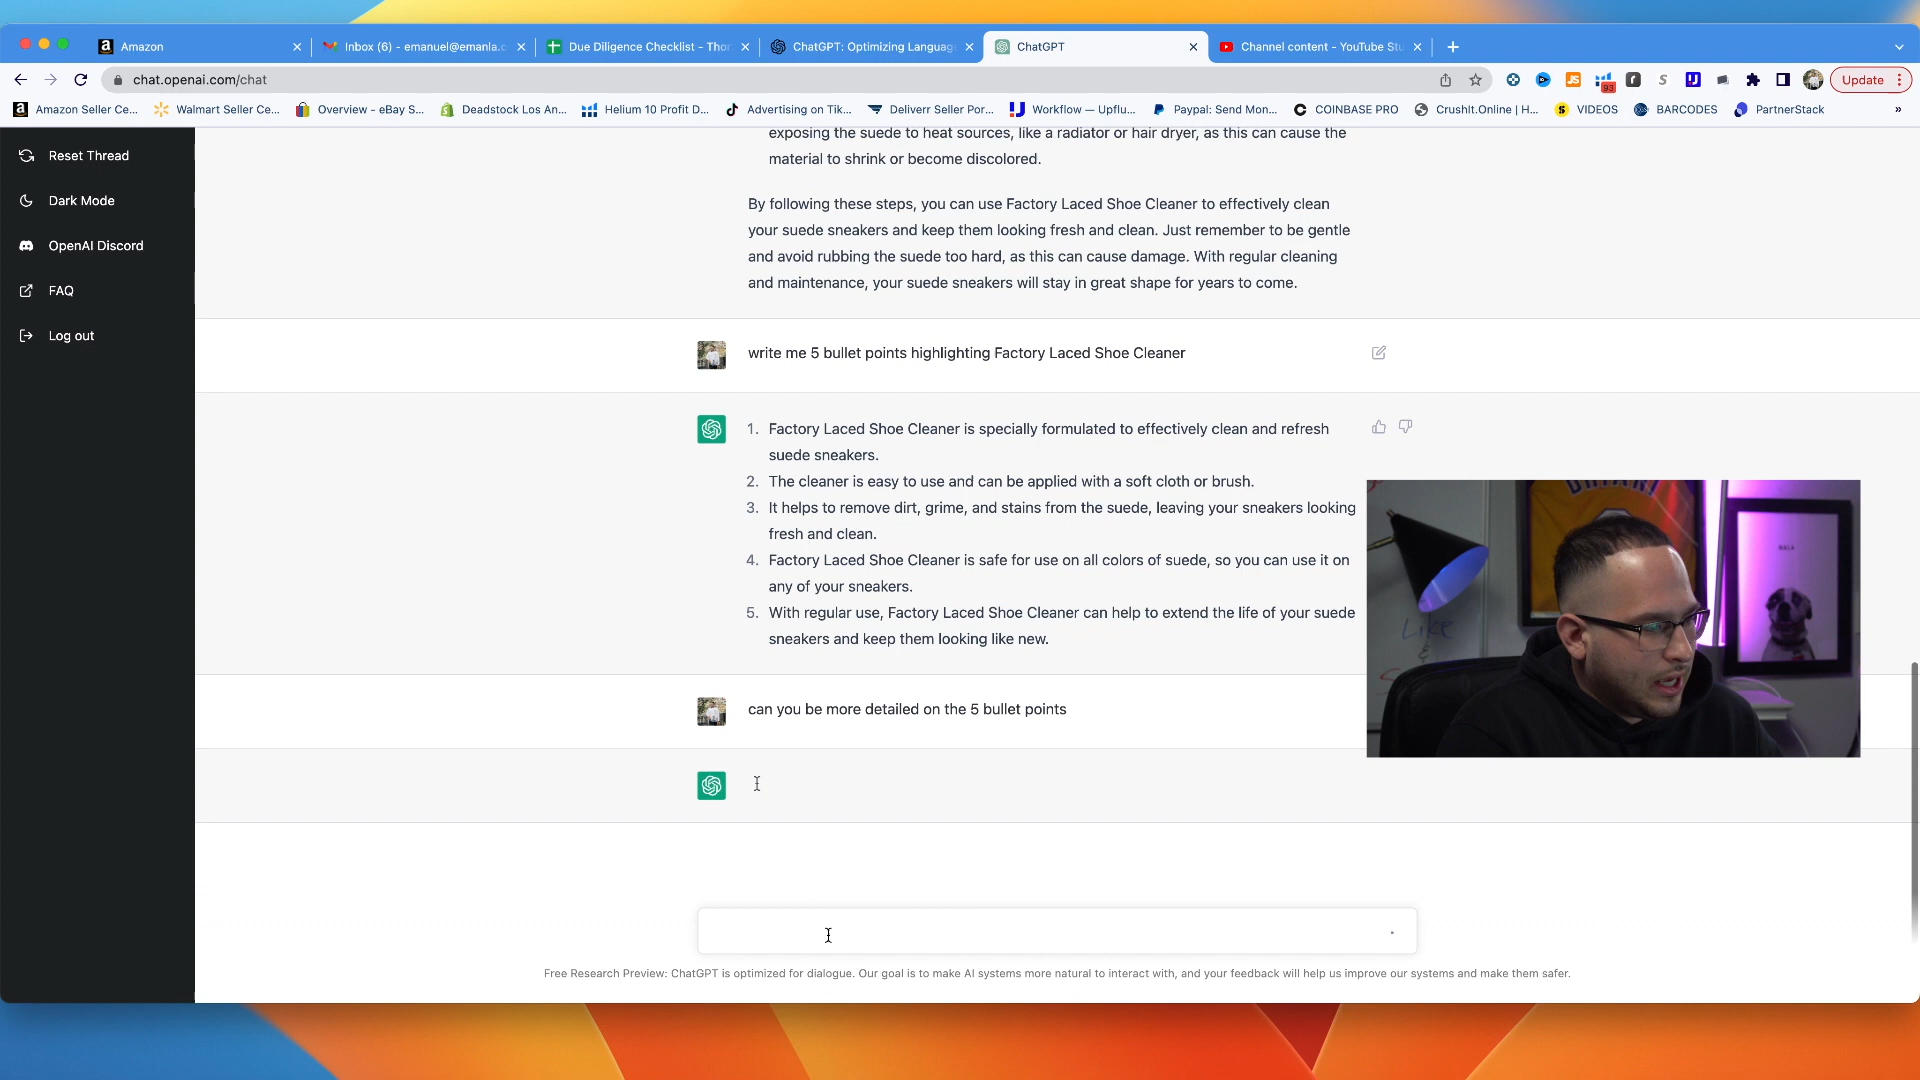 Amazon
Inbox (6) - emanuel@emanla.c
Due Diligence Checklist - Thor
ChatGPT: Optimizing Languag
ChatGPT
Channel content - YouTube Stu
chat.openai.com/chat
93
Update
Amazon Seller Ce...
Walmart Seller Ce...
Overview - eBay S...
Deadstock Los An...
Helium 10 Profit D...
Advertising on Tik...
Deliverr Seller Por...
Workflow — Upflu...
Paypal: Send Mon...
COINBASE PRO
CrushIt.Online | H...
VIDEOS
BARCODES
PartnerStack
»
Reset Thread
Dark Mode
OpenAI Discord
FAQ
Log out
exposing the suede to heat sources, like a radiator or hair dryer, as this can cause the
material to shrink or become discolored.
By following these steps, you can use Factory Laced Shoe Cleaner to effectively clean
your suede sneakers and keep them looking fresh and clean. Just remember to be gentle
and avoid rubbing the suede too hard, as this can cause damage. With regular cleaning
and maintenance, your suede sneakers will stay in great shape for years to come.
write me 5 bullet points highlighting Factory Laced Shoe Cleaner
1. Factory Laced Shoe Cleaner is specially formulated to effectively clean and refresh
suede sneakers.
2. The cleaner is easy to use and can be applied with a soft cloth or brush.
3. It helps to remove dirt, grime, and stains from the suede, leaving your sneakers looking
fresh and clean.
4. Factory Laced Shoe Cleaner is safe for use on all colors of suede, so you can use it on
any of your sneakers.
5. With regular use, Factory Laced Shoe Cleaner can help to extend the life of your suede
sneakers and keep them looking like new.
can you be more detailed on the 5 bullet points
Like
Free Research Preview: ChatGPT is optimized for dialogue. Our goal is to make AI systems more natural to interact with, and your feedback will help us improve our systems and make them safer.